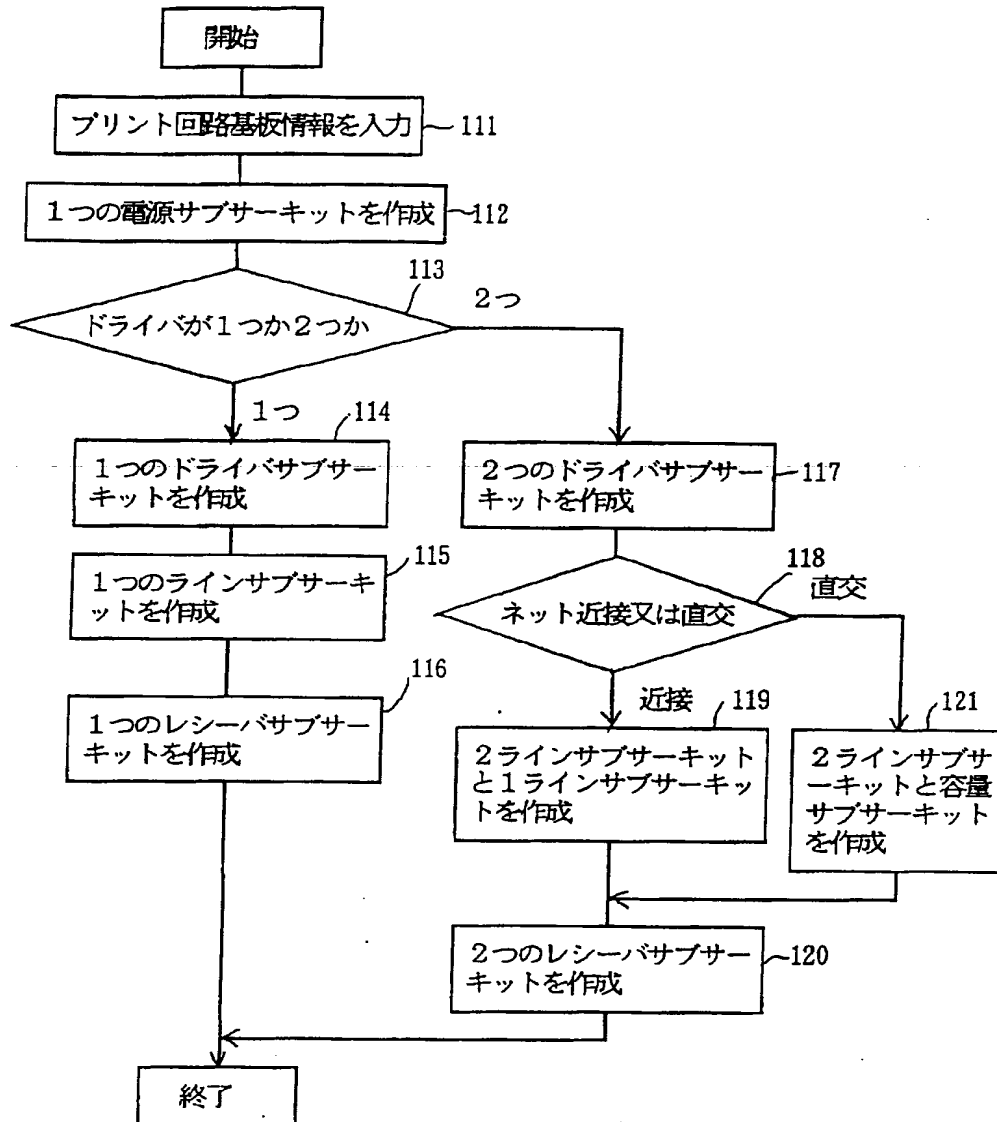 開始
プリント回路基板情報を入力
111
1つの電源サブサーキットを作成
112
113
ドライバが1つか2つか
2つ
1つ
114
1つのドライバサブサー
キットを作成
115
1つのラインサブサーキ
ットを作成
116
1つのレシーバサブサー
キットを作成
2つのドライバサブサー
キットを作成
117
118
ネット近接又は直交
直交
近接
119
2ラインサブサーキット
と1ラインサブサーキッ
トを作成
121
2ラインサブサ
ーキットと容量
サブサーキット
を作成
2つのレシーバサブサー
キットを作成
120
終了